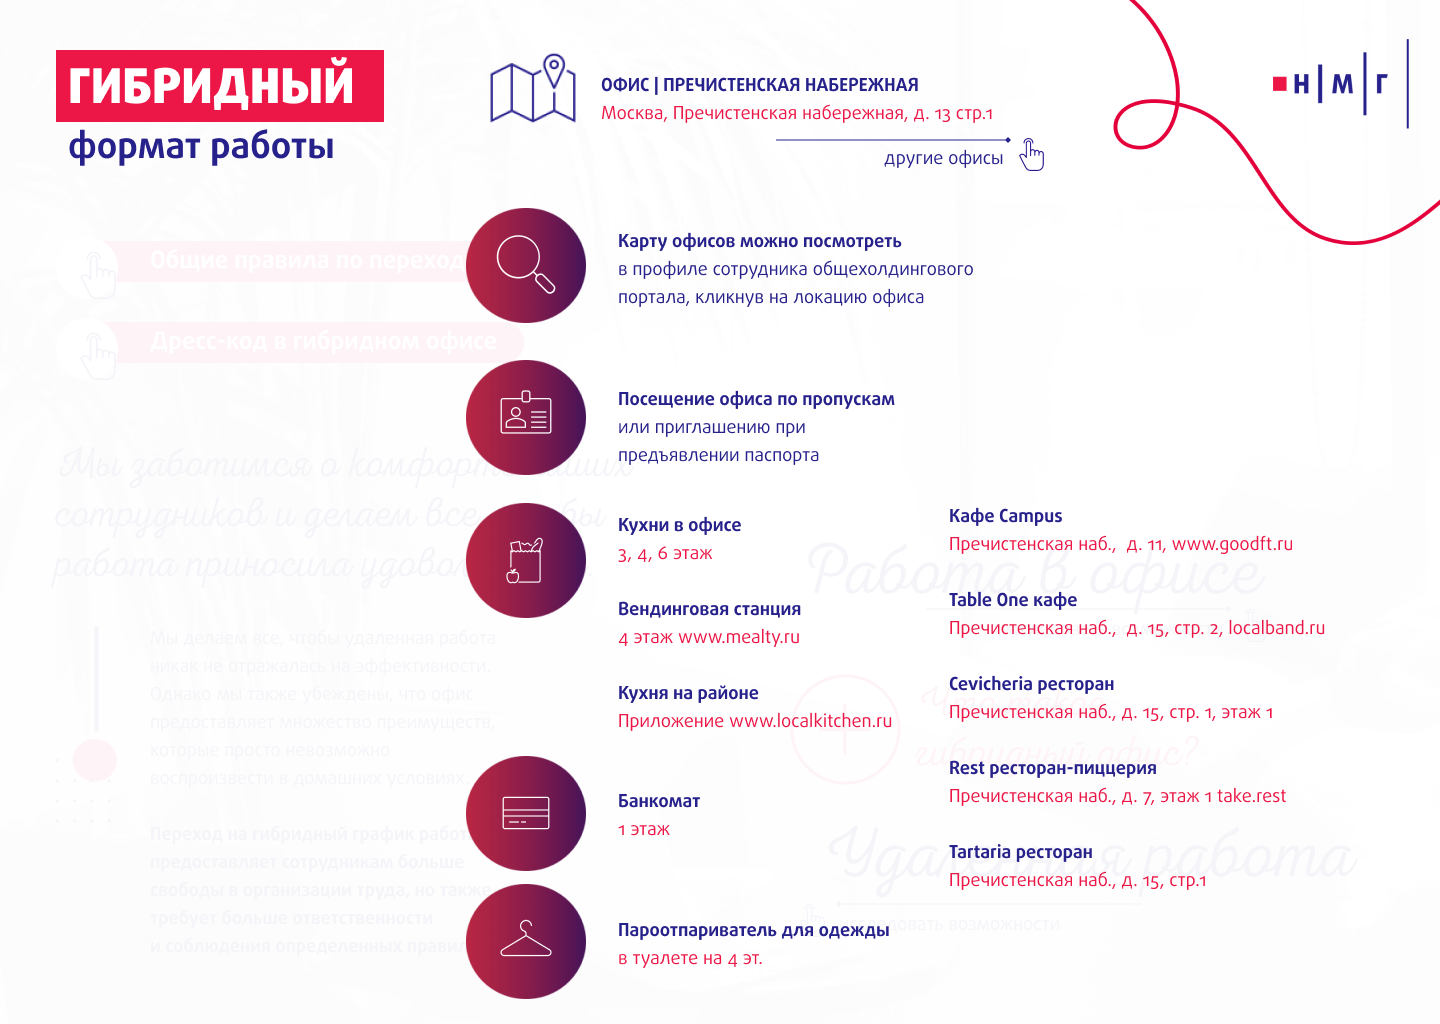 ГИБРИДНЫЙ
формат работы
ОФИС | ПРЕЧИСТЕНСКАЯ НАБЕРЕЖНАЯ
Москва, Пречистенская набережная, д. 13 стр.1
другие офисы
Н М Г
Общие правила по переход
Дресс-код в гибридном офисе
Карту офисов можно посмотреть
в профиле сотрудника общехолдингового
портала, кликнув на локацию офиса
Посещение офиса по пропускам
или приглашению при
предъявлении паспорта
Мы заботимся о
сотрудников и делаем все
работа приносила
Мы делаем все, чтобы удаленная работа
никак не отражалась на эффективности.
Однако мы также убеждены, что офис
предоставляет множество преимуществ,
которые просто невозможно
воспроизвести в домашних условиях.
Переход на гибридный график
предоставляет сотрудникам больше
свободы в организации труда, но также
требует больше ответственности
и соблюдения определенных правил
Кухни в офисе
3, 4, 6 этаж
Вендинговая станция
4 этаж www.mealty.ru
Кухня на районе
Приложение www.localkitchen.ru
Банкомат
1 этаж
Пароотпариватель для одежды
в туалете на 4 эт.
Кафе Campus
Пречистенская наб., д. 11, www.goodft.ru
Table One кафе
Пречистенская наб., д. 15, стр. 2, localband.ru
Cevicheria ресторан
Пречистенская наб., д. 15, стр. 1, этаж 1
Rest ресторан-пиццерия
Пречистенская наб., д. 7, этаж 1 take.rest
Tartaria ресторан
Пречистенская наб., д. 15, стр.1
Работа в офисе
гибридный офис?
Удаленная работа
возможности